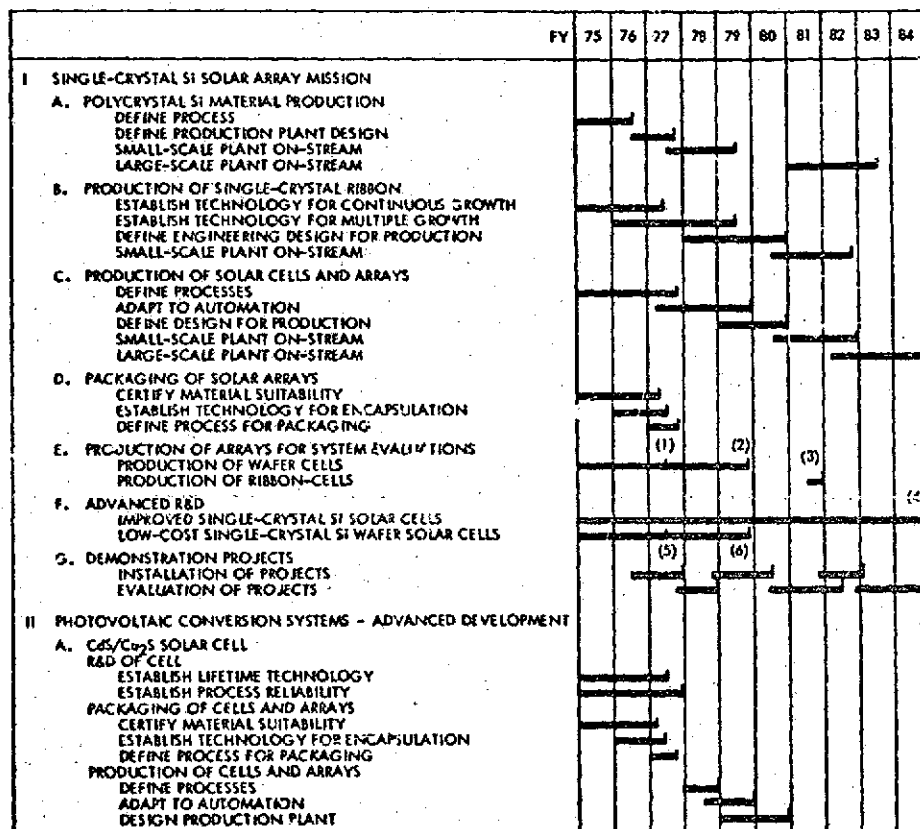 FY 75 76 77 78 79 80 81 82 83 84
I SINGLE-CRYSTAL SI SOLAR ARRAY MISSION
A. POLYCRYSTAL SI MATERIAL PRODUCTION
DEFINE PROCESS
DEFINE PRODUCTION PLANT DESIGN
SMALL-SCALE PLANT ON-STREAM
LARGE-SCALE PLANT ON-STREAM
B. PRODUCTION OF SINGLE-CRYSTAL RIBBON
ESTABLISH TECHNOLOGY FOR CONTINUOUS GROWTH
ESTABLISH TECHNOLOGY FOR MULTIPLE GROWTH
DEFINE ENGINEERING DESIGN FOR PRODUCTION
SMALL-SCALE PLANT ON-STREAM
C. PRODUCTION OF SOLAR CELLS AND ARRAYS
DEFINE PROCESSES
ADAPT TO AUTOMATION
DEFINE DESIGN FOR PRODUCTION
SMALL-SCALE PLANT ON-STREAM
LARGE-SCALE PLANT ON-STREAM
D. PACKAGING OF SOLAR ARRAYS
CERTIFY MATERIAL SUITABILITY
ESTABLISH TECHNOLOGY FOR ENCAPSULATION
DEFINE PROCESS FOR PACKAGING
E. PRODUCTION OF ARRAYS FOR SYSTEM EVALUATIONS (1) (2) (3)
PRODUCTION OF WAFER CELLS
PRODUCTION OF RIBBON-CELLS
F. ADVANCED R&D (4
IMPROVED SINGLE-CRYSTAL SI SOLAR CELLS
LOW-COST SINGLE-CRYSTAL SI WAFER SOLAR CELLS
G. DEMONSTRATION PROJECTS (5) (6)
INSTALLATION OF PROJECTS
EVALUATION OF PROJECTS
II PHOTOVOLTAIC CONVERSION SYSTEMS - ADVANCED DEVELOPMENT
A. CdS/Cu2S SOLAR CELL
R&D OF CELL
ESTABLISH LIFETIME TECHNOLOGY
ESTABLISH PROCESS RELIABILITY
PACKAGING OF CELLS AND ARRAYS
CERTIFY MATERIAL SUITABILITY
ESTABLISH TECHNOLOGY FOR ENCAPSULATION
DEFINE PROCESS FOR PACKAGING
PRODUCTION OF CELLS AND ARRAYS
DEFINE PROCESSES
ADAPT TO AUTOMATION
DESIGN PRODUCTION PLANT